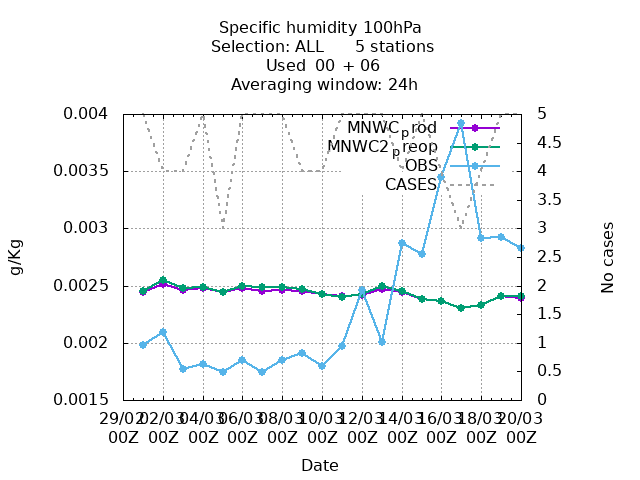 Specific humidity 100hPa
Selection: ALL 5 stations
Used 00 + 06
Averaging window: 24h
0.004
0.0035
0.003
0.0025
0.002
0.0015
g/Kg
MNWC_prod
MNWC2_preop
OBS
CASES
5
4.5
4
3.5
3
2.5
2
1.5
1
0.5
0
No cases
29/02 02/03 04/03 06/03 08/03 10/03 12/03 14/03 16/03 18/03 20/03
00Z 00Z 00Z 00Z 00Z 00Z 00Z 00Z 00Z 00Z 00Z
Date